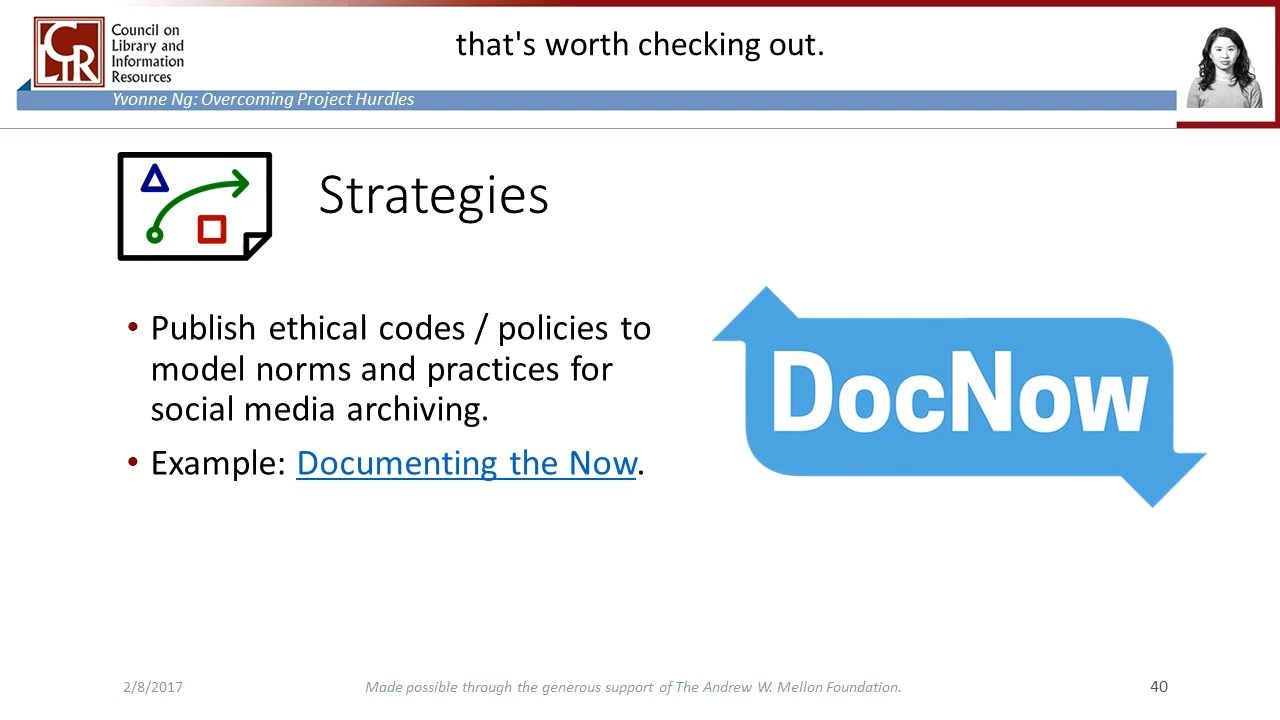 Council on
Library and
Information
Resources
CLIR
that's worth checking out.
Yvonne Ng: Overcoming Project Hurdles
Strategies
• Publish ethical codes / policies to
model norms and practices for
social media archiving.
• Example: Documenting the Now.
DocNow
2/8/2017
Made possible through the generous support of The Andrew W. Mellon Foundation.
40